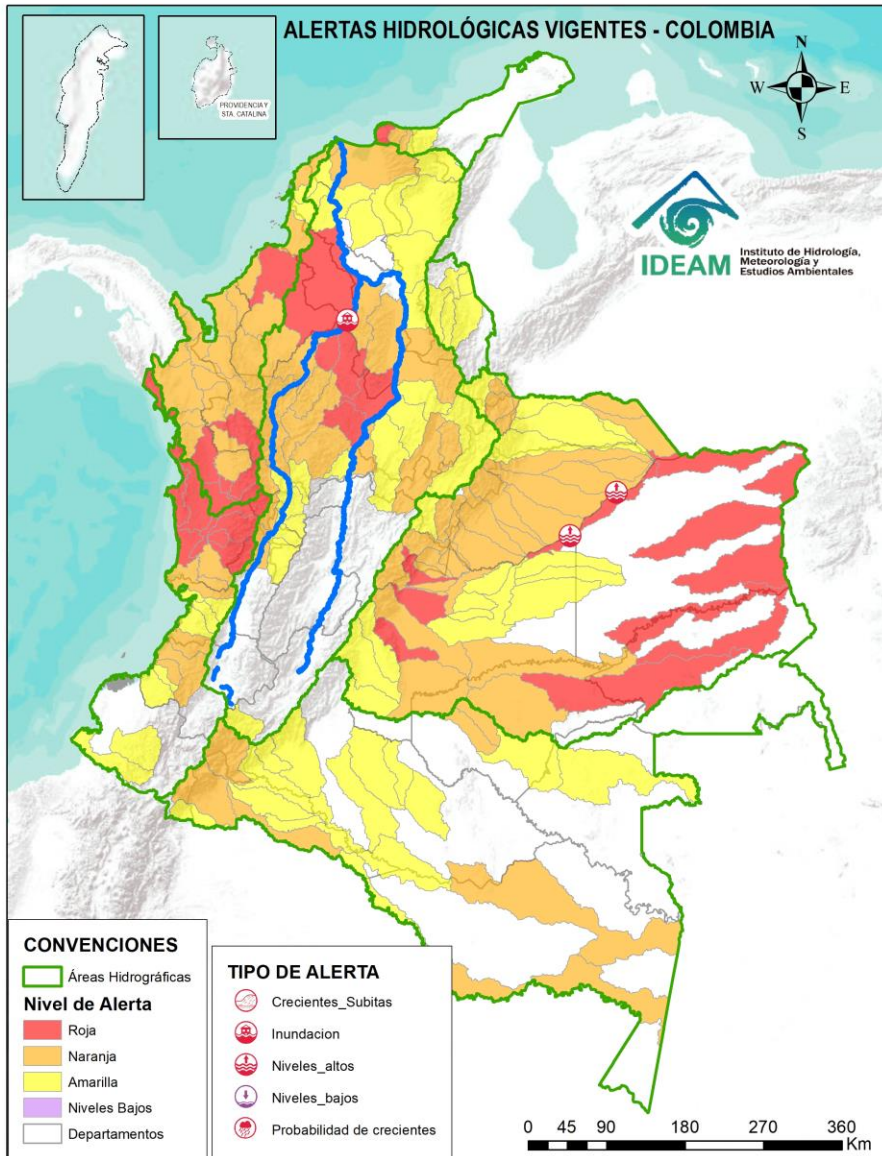 ALERTAS HIDROLÓGICAS VIGENTES - COLOMBIA
PROVIDENCIA Y
STA. CATALINA
N
W
E
S
IDEAM
Instituto de Hidrología,
Meteorología y
Estudios Ambientales
CONVENCIONES
Áreas Hidrográficas
Nivel de Alerta
Roja
Naranja
Amarilla
Niveles Bajos
Departamentos
TIPO DE ALERTA
Crecientes_Subitas
Inundacion
Niveles_altos
Niveles_bajos
Probabilidad de crecientes
0 45 90 180 270 360
Km